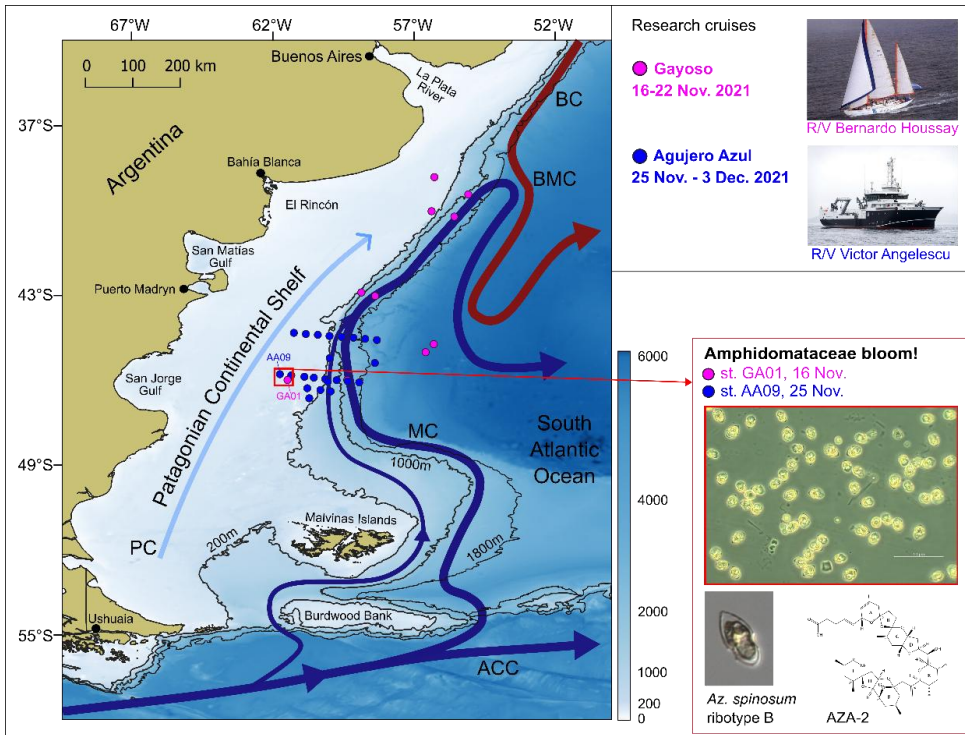 67°W
62°W
57°W
52°W
0 100 200 km
Buenos Aires
La Plata
River
37°S
Argentina
Bahía Blanca
El Rincón
BC
BMC
San Matías
Gulf
Puerto Madryn
43°S
Patagonian Continental Shelf
AA09
GA01
San Jorge
Gulf
MC
49°S
1000m
South
Atlantic
Ocean
PC
200m
Malvinas Islands
1800m
Burdwood Bank
55°S
Ushuaia
ACC
6000
4000
2000
1000
200
0
Research cruises
Gayoso
16-22 Nov. 2021
R/V Bernardo Houssay
Agujero Azul
25 Nov. - 3 Dec. 2021
R/V Victor Angelescu
Amphidomataceae bloom!
st. GA01, 16 Nov.
st. AA09, 25 Nov.
Az. spinosum
ribotype B
AZA-2